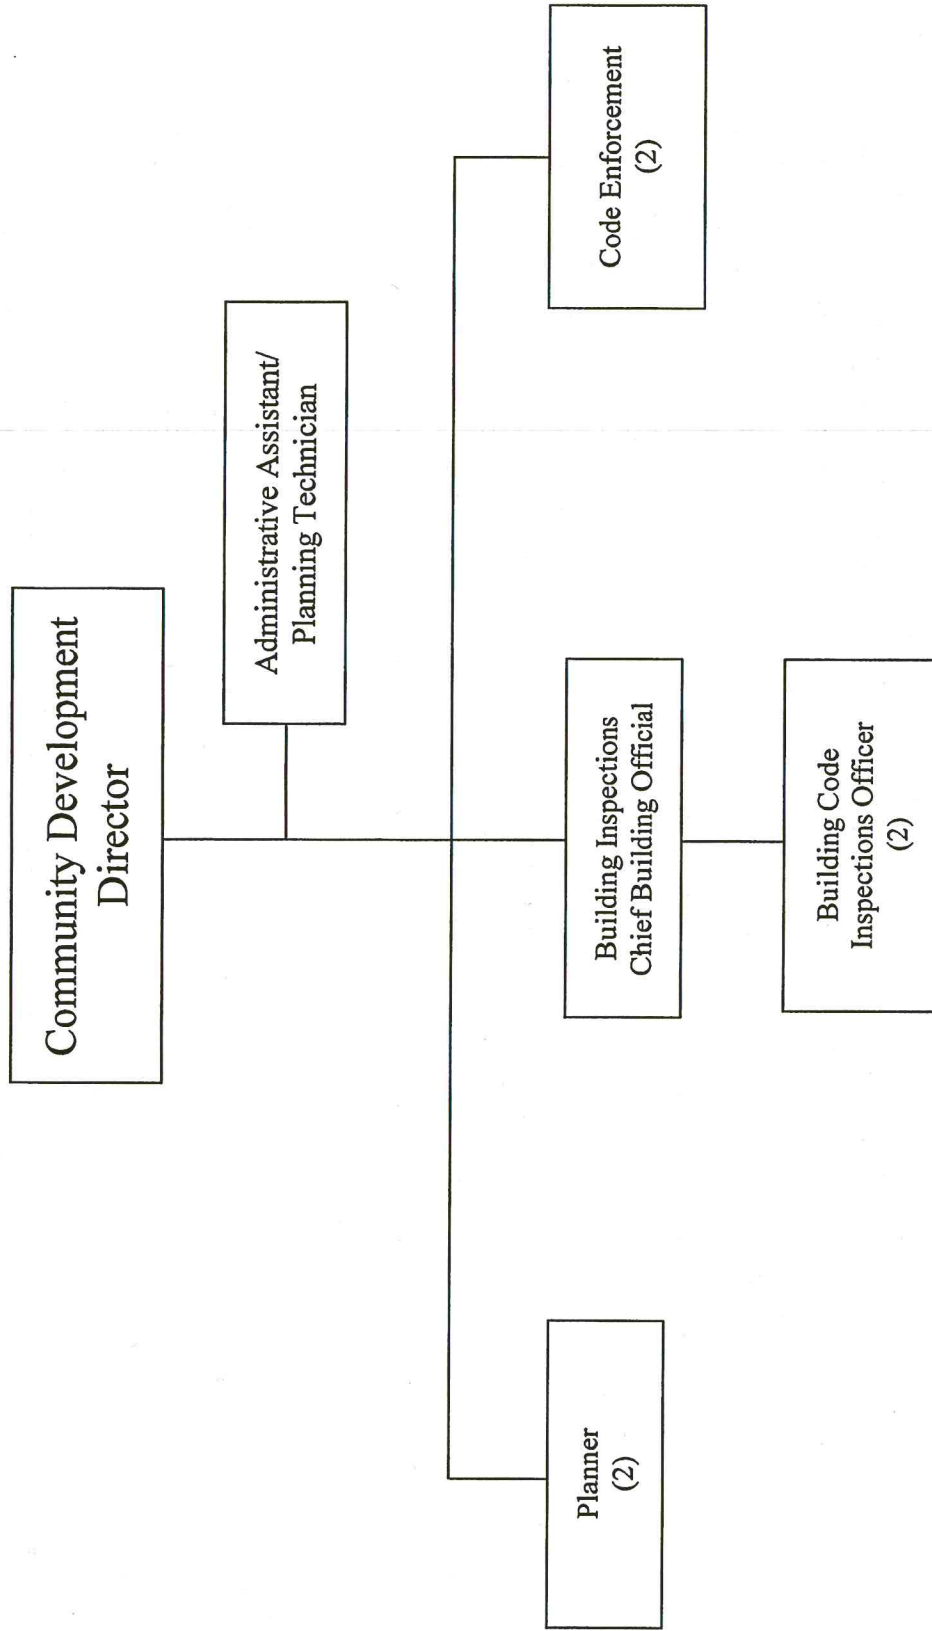 Community Development
Director
Administrative Assistant/
Planning Technician
Planner
(2)
Building Inspections
Chief Building Official
Code Enforcement
(2)
Building Code
Inspections Officer
(2)